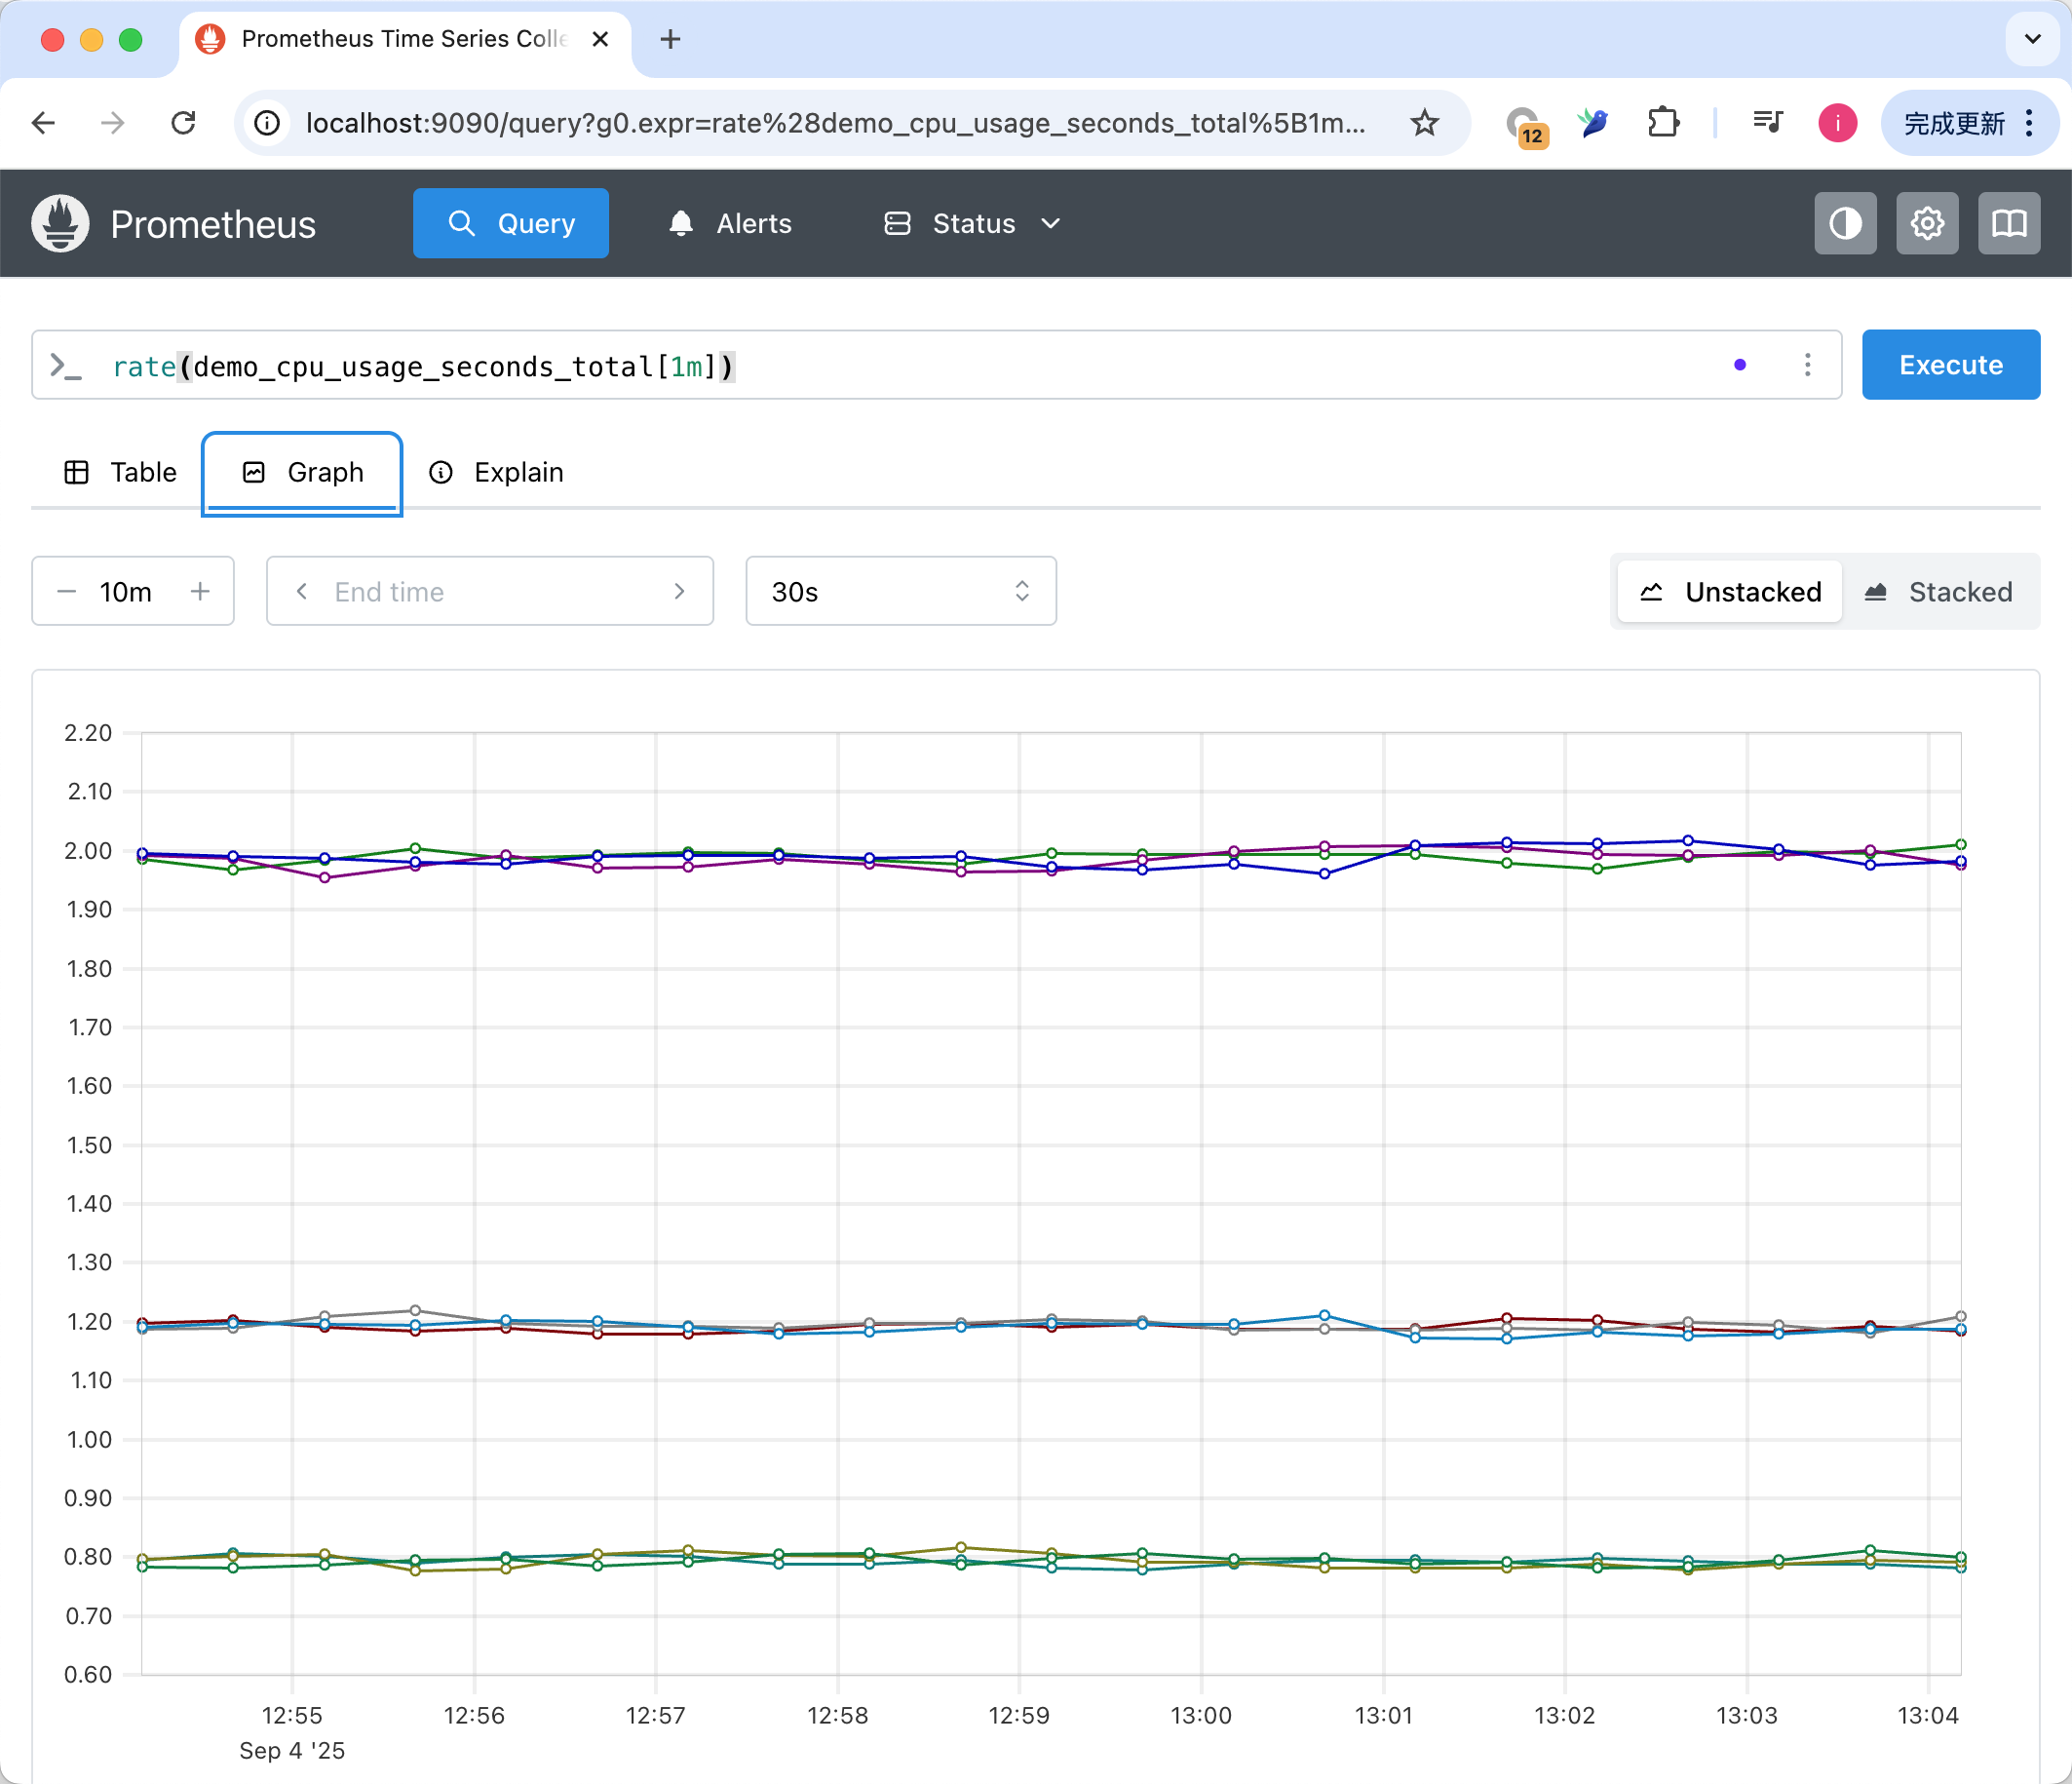 Prometheus Time Series Colle
localhost:9090/query?g0.expr=rate%28demo_cpu_usage_seconds_total%5B1m...
12
i
完成更新
Prometheus
Query
Alerts
Status
rate(demo_cpu_usage_seconds_total[1m])
Execute
Table
Graph
Explain
10m
End time
30s
Unstacked
Stacked
2.20
2.10
2.00
1.90
1.80
1.70
1.60
1.50
1.40
1.30
1.20
1.10
1.00
0.90
0.80
0.70
0.60
12:55 12:56 12:57 12:58 12:59 13:00 13:01 13:02 13:03 13:04
Sep 4 '25